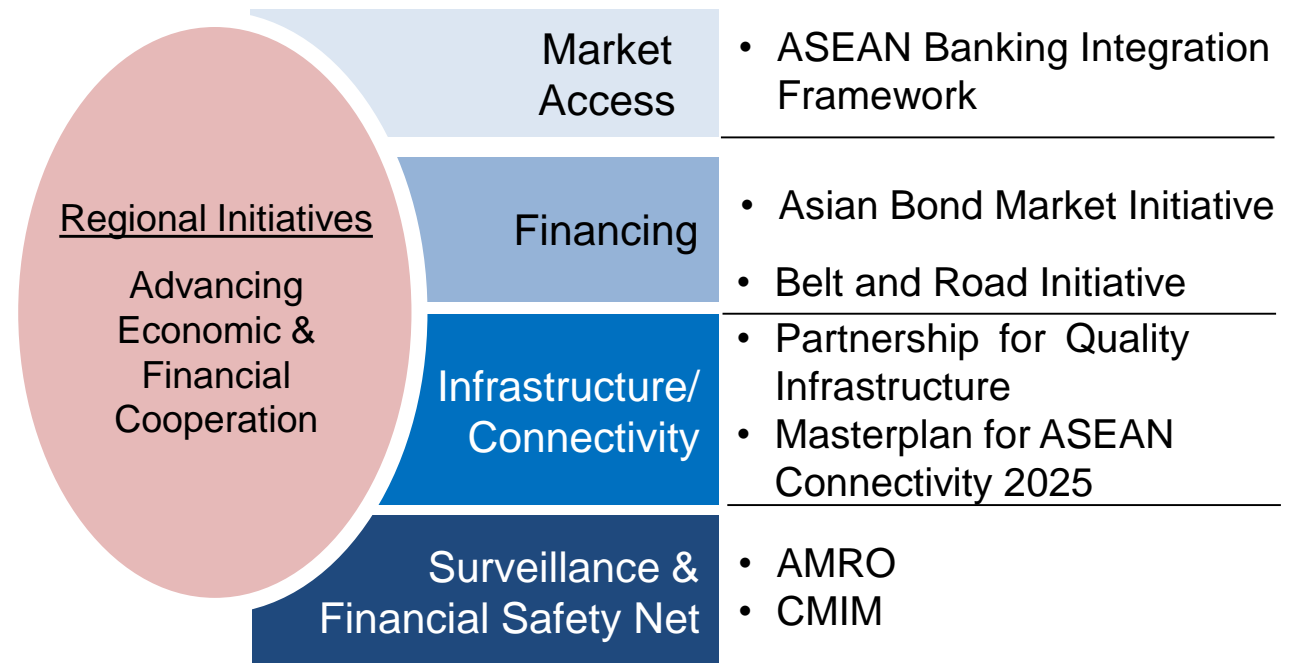 Regional Initiatives
Advancing
Economic &
Financial
Cooperation
Market
Access
• ASEAN Banking Integration
Framework
Financing
• Asian Bond Market Initiative
• Belt and Road Initiative
Infrastructure/
Connectivity
• Partnership for Quality
Infrastructure
• Masterplan for ASEAN
Connectivity 2025
Surveillance &
Financial Safety Net
• AMRO
• CMIM